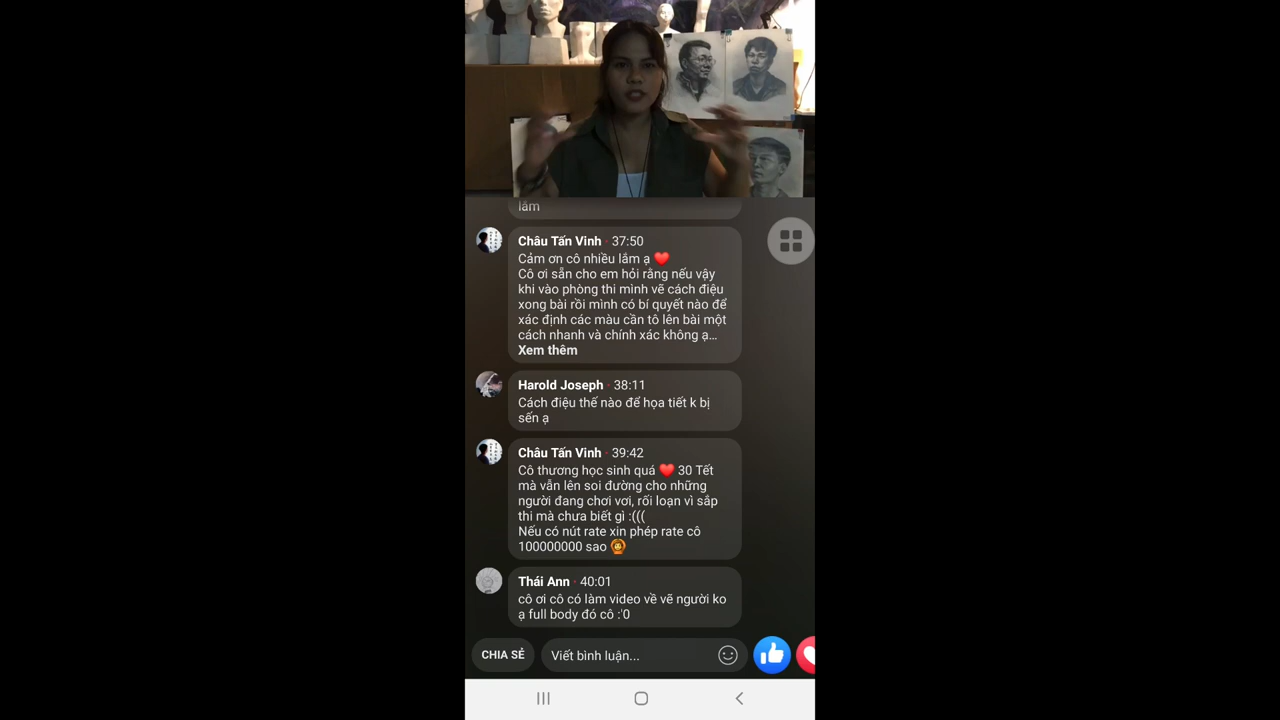 lắm
Châu Tấn Vinh · 37:50
Cảm ơn cô nhiều lắm ạ ❤️
Cô ơi sẵn cho em hỏi rằng nếu vậy
khi vào phòng thi mình vẽ cách điệu
xong bài rồi mình có bí quyết nào để
xác định các màu cần tô lên bài một
cách nhanh và chính xác không ạ...
Xem thêm
Harold Joseph · 38:11
Cách điệu thế nào để họa tiết k bị
sến ạ
Châu Tấn Vinh · 39:42
Cô thương học sinh quá ❤️ 30 Tết
mà vẫn lên soi đường cho những
người đang chơi vơi, rối loạn vì sắp
thi mà chưa biết gì :(((
Nếu có nút rate xin phép rate cô
100000000 sao 🙆
Thái Ann · 40:01
cô ơi cô có làm video về vẽ người ko
ạ full body đó cô :'0
CHIA SẺ
Viết bình luận...